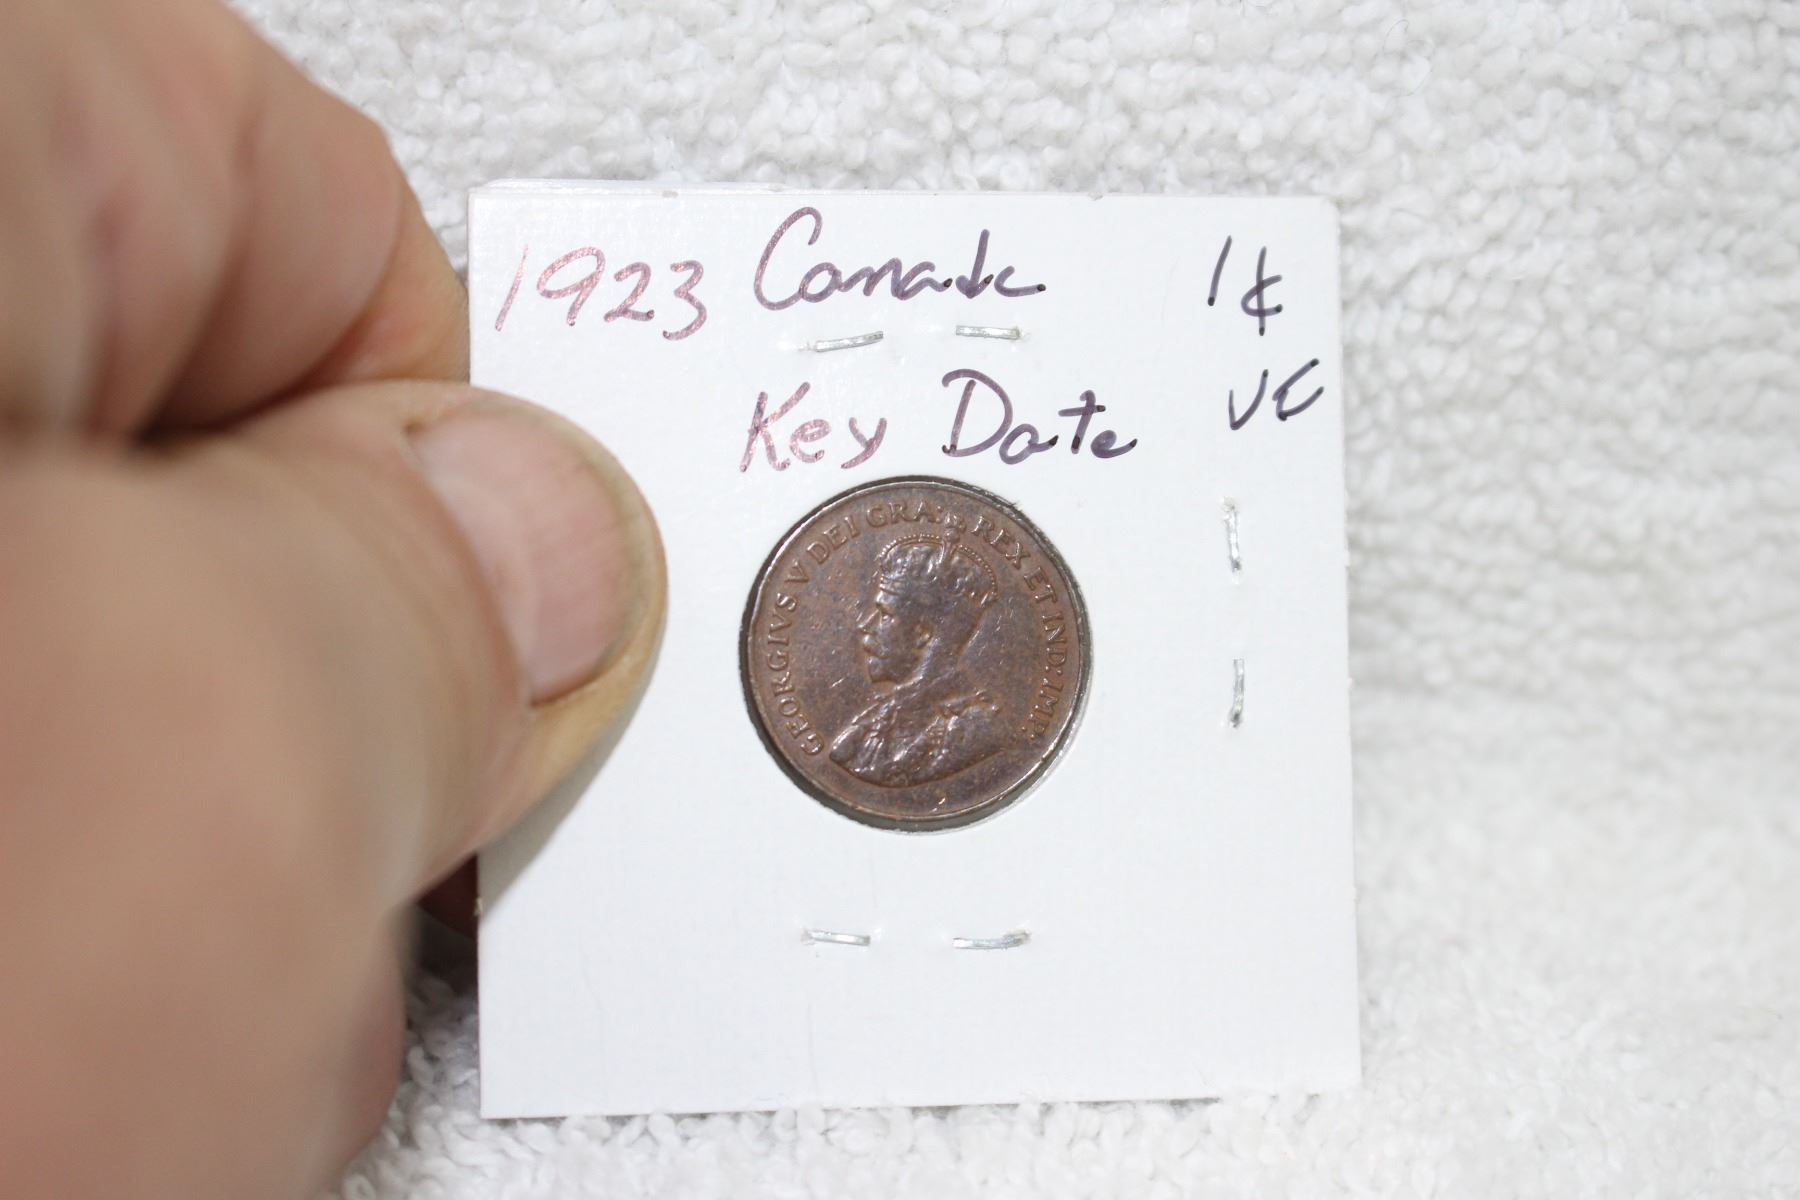 1923 Canada 1¢
Key Date VF
GEORGIVS V DEI GRA: REX ET IND: IMP: